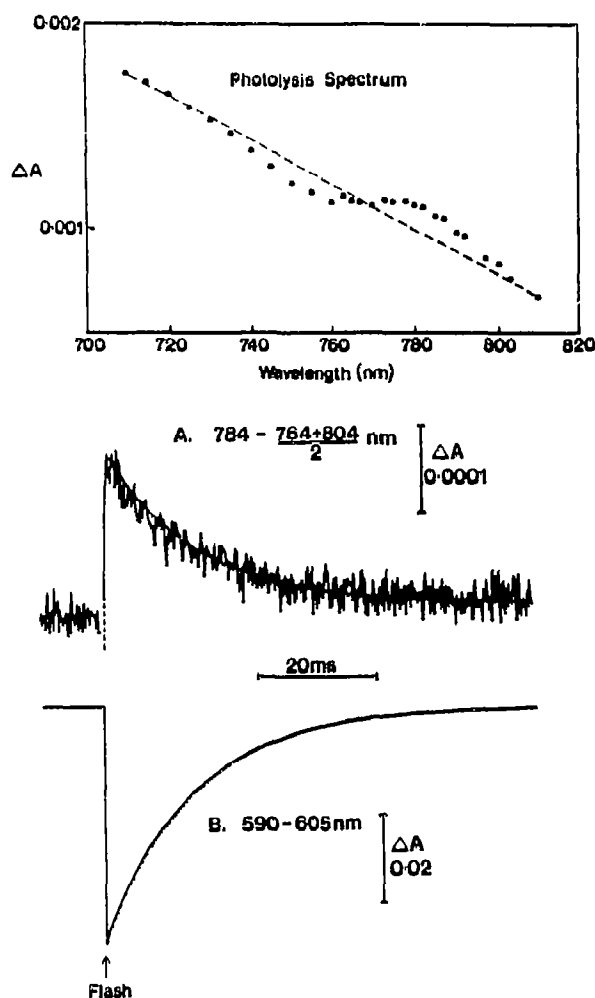 0·002
Photolysis Spectrum
ΔA
0·001
700 720 740 760 780 800 820
Wavelength (nm)
A. 784 - 764+804/2 nm
ΔA
0·0001
20ms
B. 590-605nm
ΔA
0·02
Flash